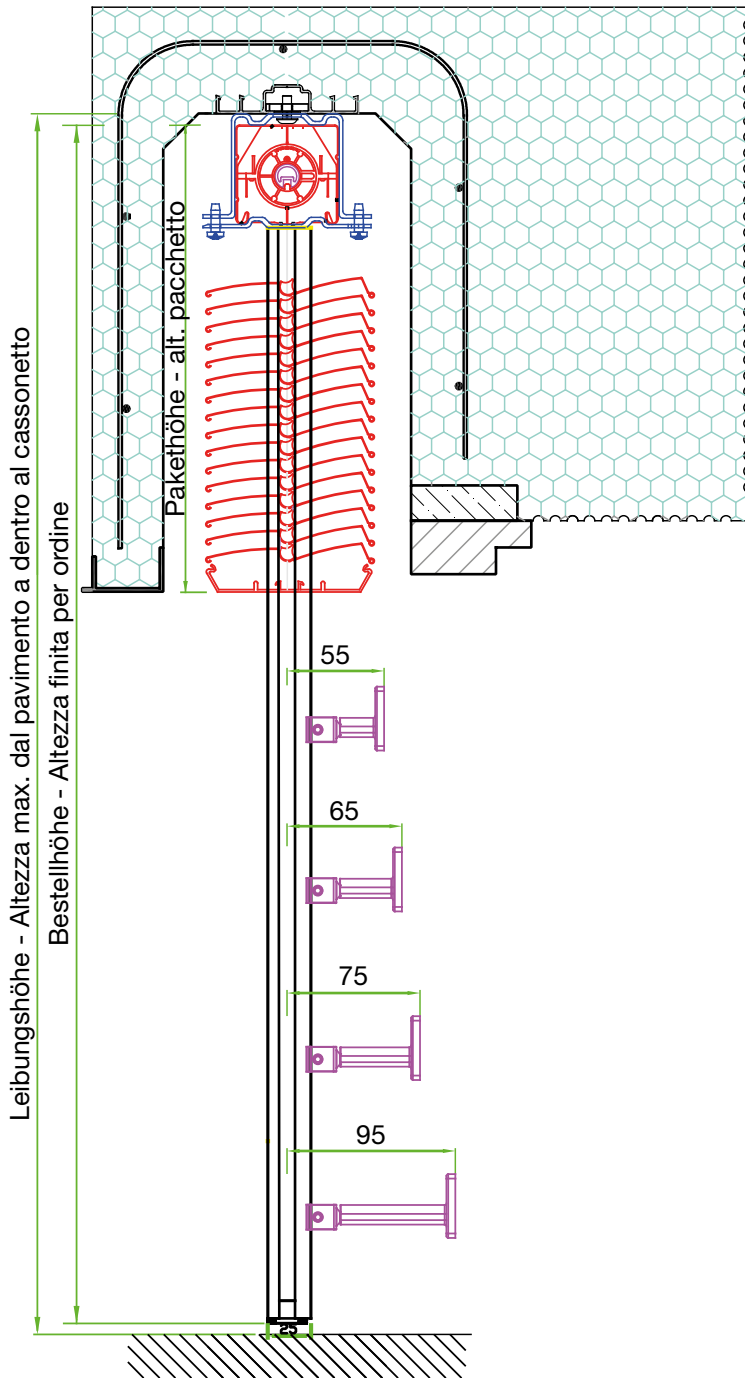 Leibungshöhe - Altezza max. dal pavimento a dentro al cassonetto
Bestellhöhe - Altezza finita per ordine
Pakethöhe - alt. pacchetto
55
65
75
95
25